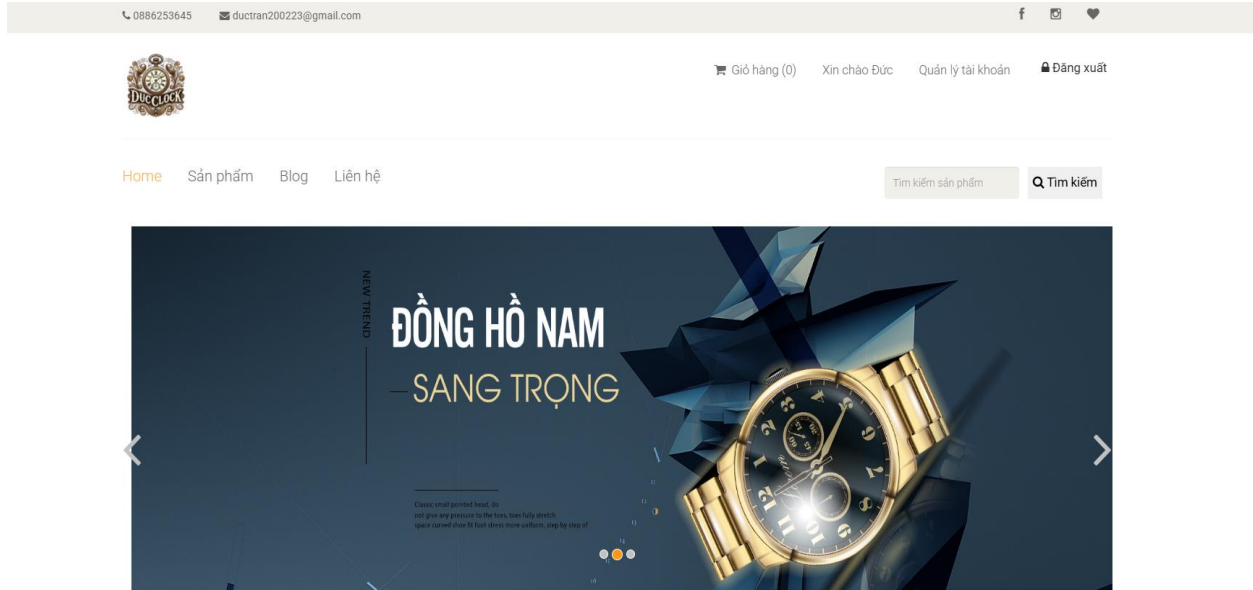 0886253645 ductran200223@gmail.com
DUCCLOCK
Giỏ hàng (0) Xin chào Đức Quản lý tài khoản Đăng xuất
Home Sản phẩm Blog Liên hệ
Tìm kiếm sản phẩm Tìm kiếm
NEW TREND
ĐỒNG HỒ NAM
SANG TRỌNG
Classic small pointed head, do
not give any pressure to the toes, toes fully stretch
space curved shoe fit foot dress more uniform, step by step of